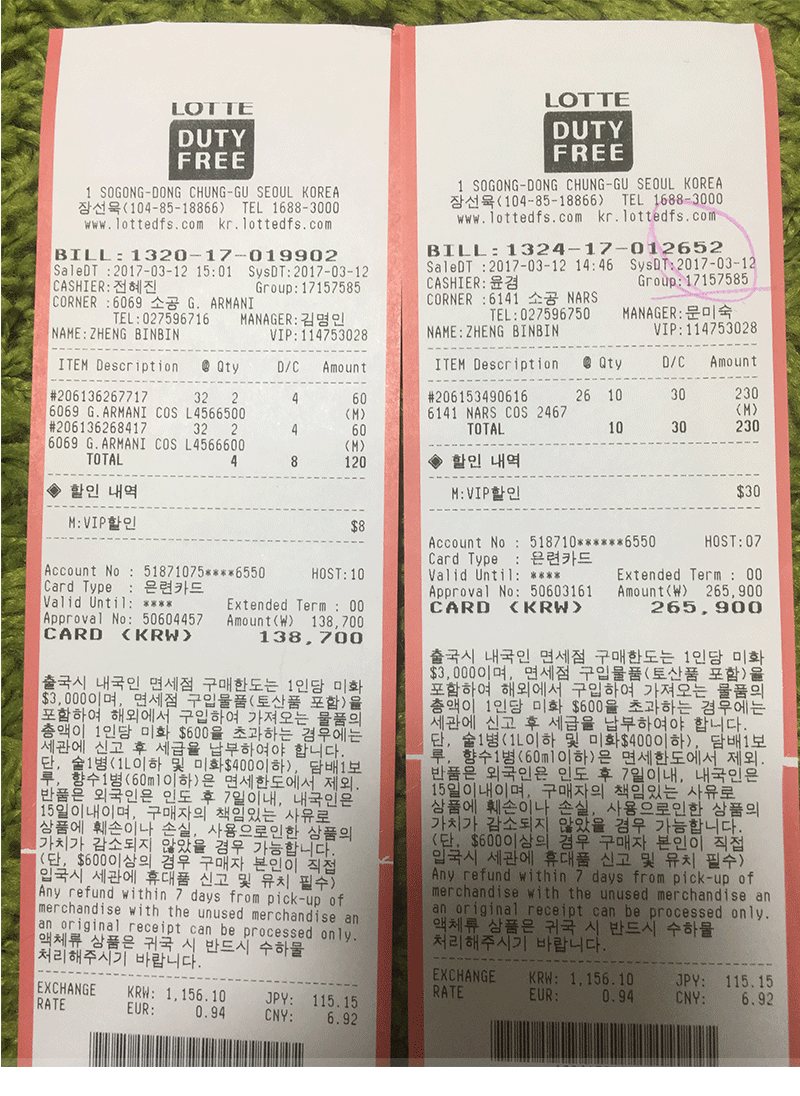 LOTTE
DUTY
FREE
1 SOGONG-DONG CHUNG-GU SEOUL KOREA
장선욱(104-85-18866) TEL 1688-3000
www.lottedfs.com kr.lottedfs.com
BILL:1320-17-019902
SaleDT :2017-03-12 15:01 SysDT:2017-03-12
CASHIER:전혜진 Group:17157585
CORNER :6069 소공 G. ARMANI
TEL:027596716 MANAGER:김명인
NAME:ZHENG BINBIN VIP:114753028
ITEM Description @ Qty D/C Amount
#206136267717 32 2 4 60
6069 G.ARMANI COS L4566500 (M)
#206136268417 32 2 4 60
6069 G.ARMANI COS L4566600 (M)
TOTAL 4 8 120
◈ 할인 내역
M:VIP할인 $8
Account No : 51871075****6550 HOST:10
Card Type : 은련카드
Valid Until: **** Extended Term : 00
Approval No: 50604457 Amount(₩) 138,700
CARD (KRW) 138,700
출국시 내국인 면세점 구매한도는 1인당 미화
$3,000이며, 면세점 구입물품(토산품 포함)을
포함하여 해외에서 구입하여 가져오는 물품의
총액이 1인당 미화 $600을 초과하는 경우에는
세관에 신고 후 세금을 납부하여야 합니다.
단, 술1병(1L이하 및 미화$400이하), 담배1보
루, 향수1병(60ml이하)은 면세한도에서 제외.
반품은 외국인은 인도 후 7일이내, 내국인은
15일이내이며, 구매자의 책임있는 사유로
상품에 훼손이나 손실, 사용으로인한 상품의
가치가 감소되지 않았을 경우 가능합니다.
(단, $600이상의 경우 구매자 본인이 직접
입국시 세관에 휴대품 신고 및 유치 필수)
Any refund within 7 days from pick-up of
merchandise with the unused merchandise an
an original receipt can be processed only.
액체류 상품은 귀국 시 반드시 수하물
처리해주시기 바랍니다.
EXCHANGE KRW: 1,156.10 JPY: 115.15
RATE EUR: 0.94 CNY: 6.92
LOTTE
DUTY
FREE
1 SOGONG-DONG CHUNG-GU SEOUL KOREA
장선욱(104-85-18866) TEL 1688-3000
www.lottedfs.com kr.lottedfs.com
BILL:1324-17-012652
SaleDT :2017-03-12 14:46 SysDT:2017-03-12
CASHIER:윤경 Group:17157585
CORNER :6141 소공 NARS
TEL:027596750 MANAGER:문미숙
NAME:ZHENG BINBIN VIP:114753028
ITEM Description @ Qty D/C Amount
#206153490616 26 10 30 230
6141 NARS COS 2467 (M)
TOTAL 10 30 230
◈ 할인 내역
M:VIP할인 $30
Account No : 518710******6550 HOST:07
Card Type : 은련카드
Valid Until: **** Extended Term : 00
Approval No: 50603161 Amount(₩) 265,900
CARD (KRW) 265,900
출국시 내국인 면세점 구매한도는 1인당 미화
$3,000이며, 면세점 구입물품(토산품 포함)을
포함하여 해외에서 구입하여 가져오는 물품의
총액이 1인당 미화 $600을 초과하는 경우에는
세관에 신고 후 세급을 납부하여야 합니다.
단, 술1병(1L이하 및 미화$400이하), 담배1보
루, 향수1병(60ml이하)은 면세한도에서 제외.
반품은 외국인은 인도 후 7일이내, 내국인은
15일이내이며, 구매자의 책임있는 사유로
상품에 훼손이나 손실, 사용으로인한 상품의
가치가 감소되지 않았을 경우 가능합니다.
(단, $600이상의 경우 구매자 본인이 직접
입국시 세관에 휴대품 신고 및 유치 필수)
Any refund within 7 days from pick-up of
merchandise with the unused merchandise an
an original receipt can be processed only.
액체류 상품은 귀국 시 반드시 수하물
처리해주시기 바랍니다.
EXCHANGE KRW: 1,156.10 JPY: 115.15
RATE EUR: 0.94 CNY: 6.92